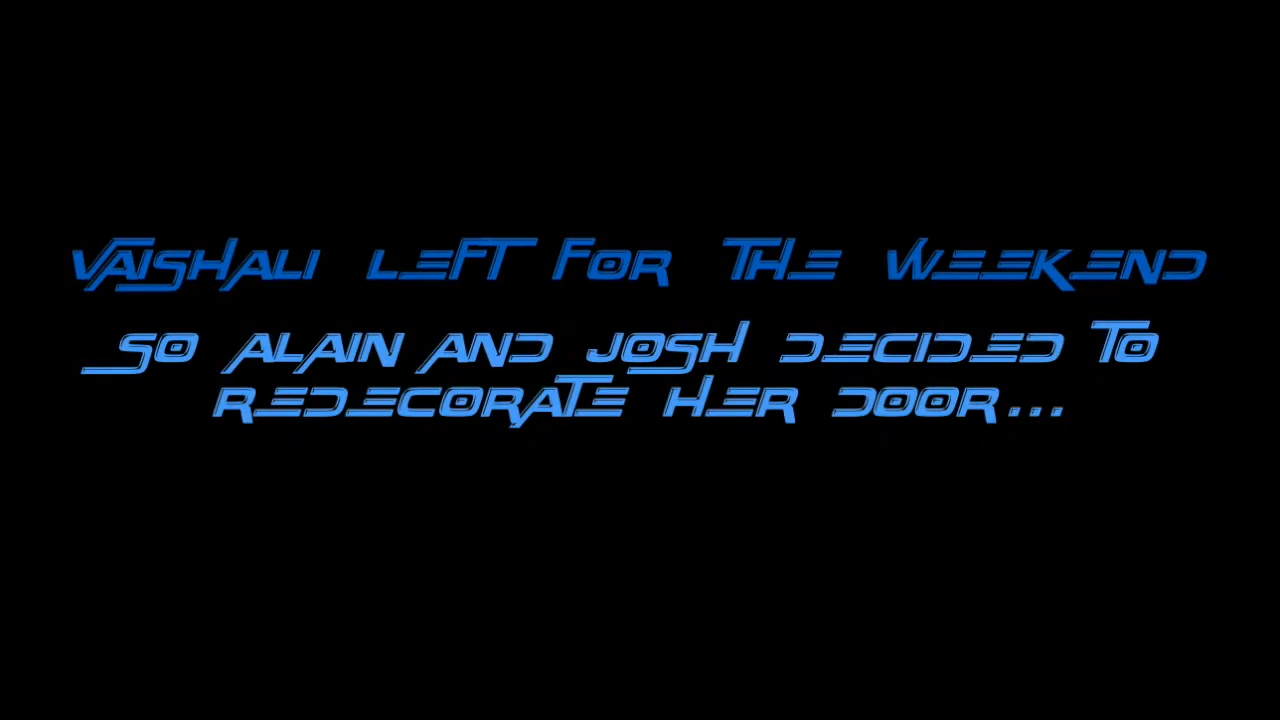 VAISHALI LEFT FOR THE WEEKEND
SO ALAIN AND JOSH DECIDED TO
REDECORATE HER DOOR...